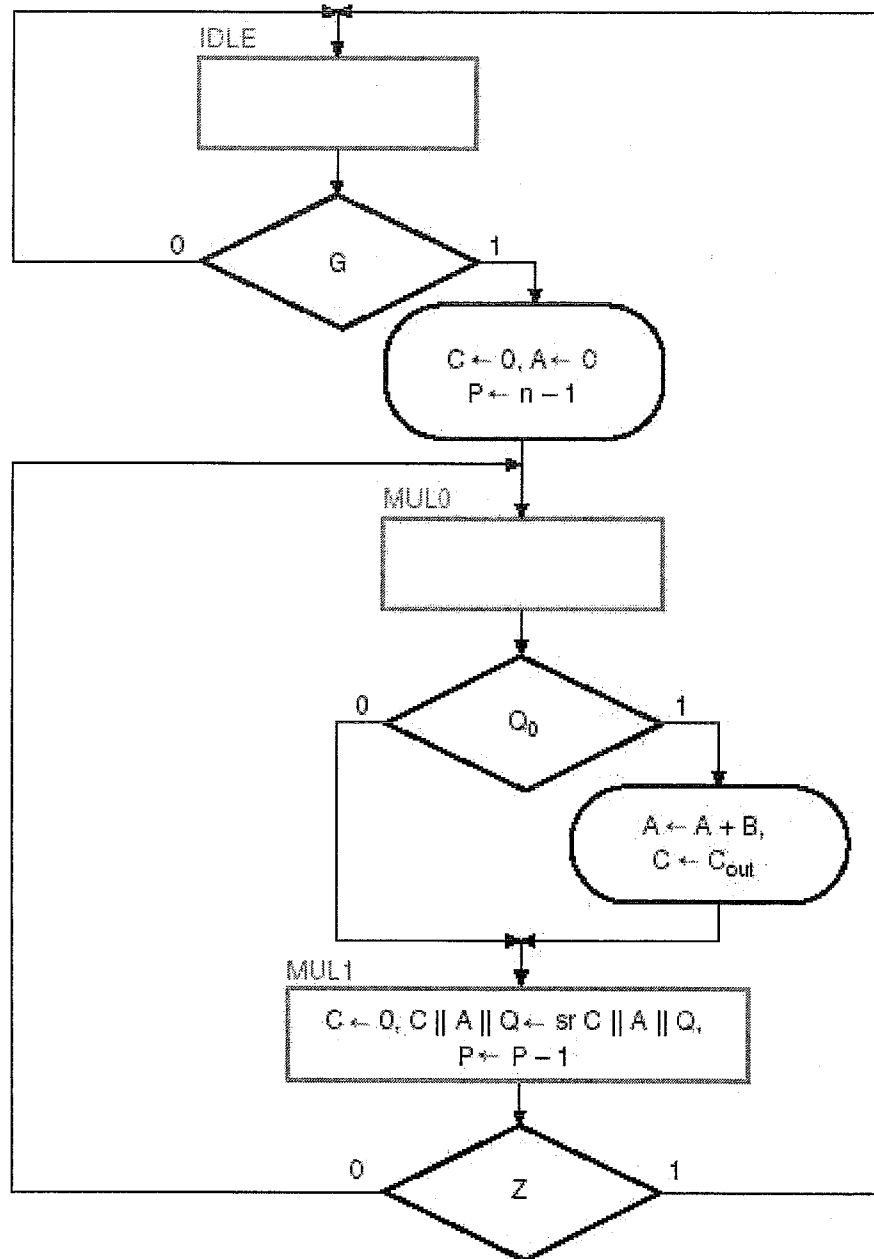 IDLE
0
G
1
C ← 0, A ← 0
P ← n – 1
MUL0
0
Q₀
1
A ← A + B,
C ← Cout
MUL1
C ← 0, C || A || Q ← sr C || A || Q,
P ← P – 1
0
Z
1